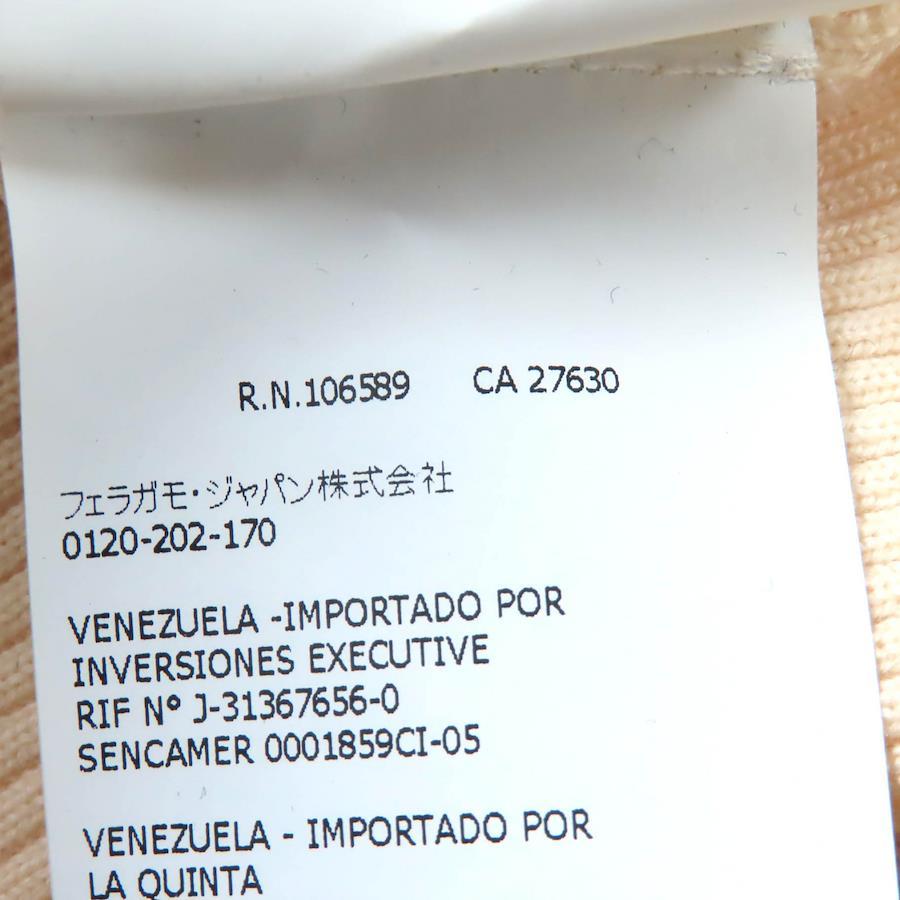 R.N.106589 CA 27630
フェラガモ・ジャパン株式会社
0120-202-170
VENEZUELA -IMPORTADO POR
INVERSIONES EXECUTIVE
RIF Nº J-31367656-0
SENCAMER 0001859CI-05
VENEZUELA - IMPORTADO POR
LA QUINTA